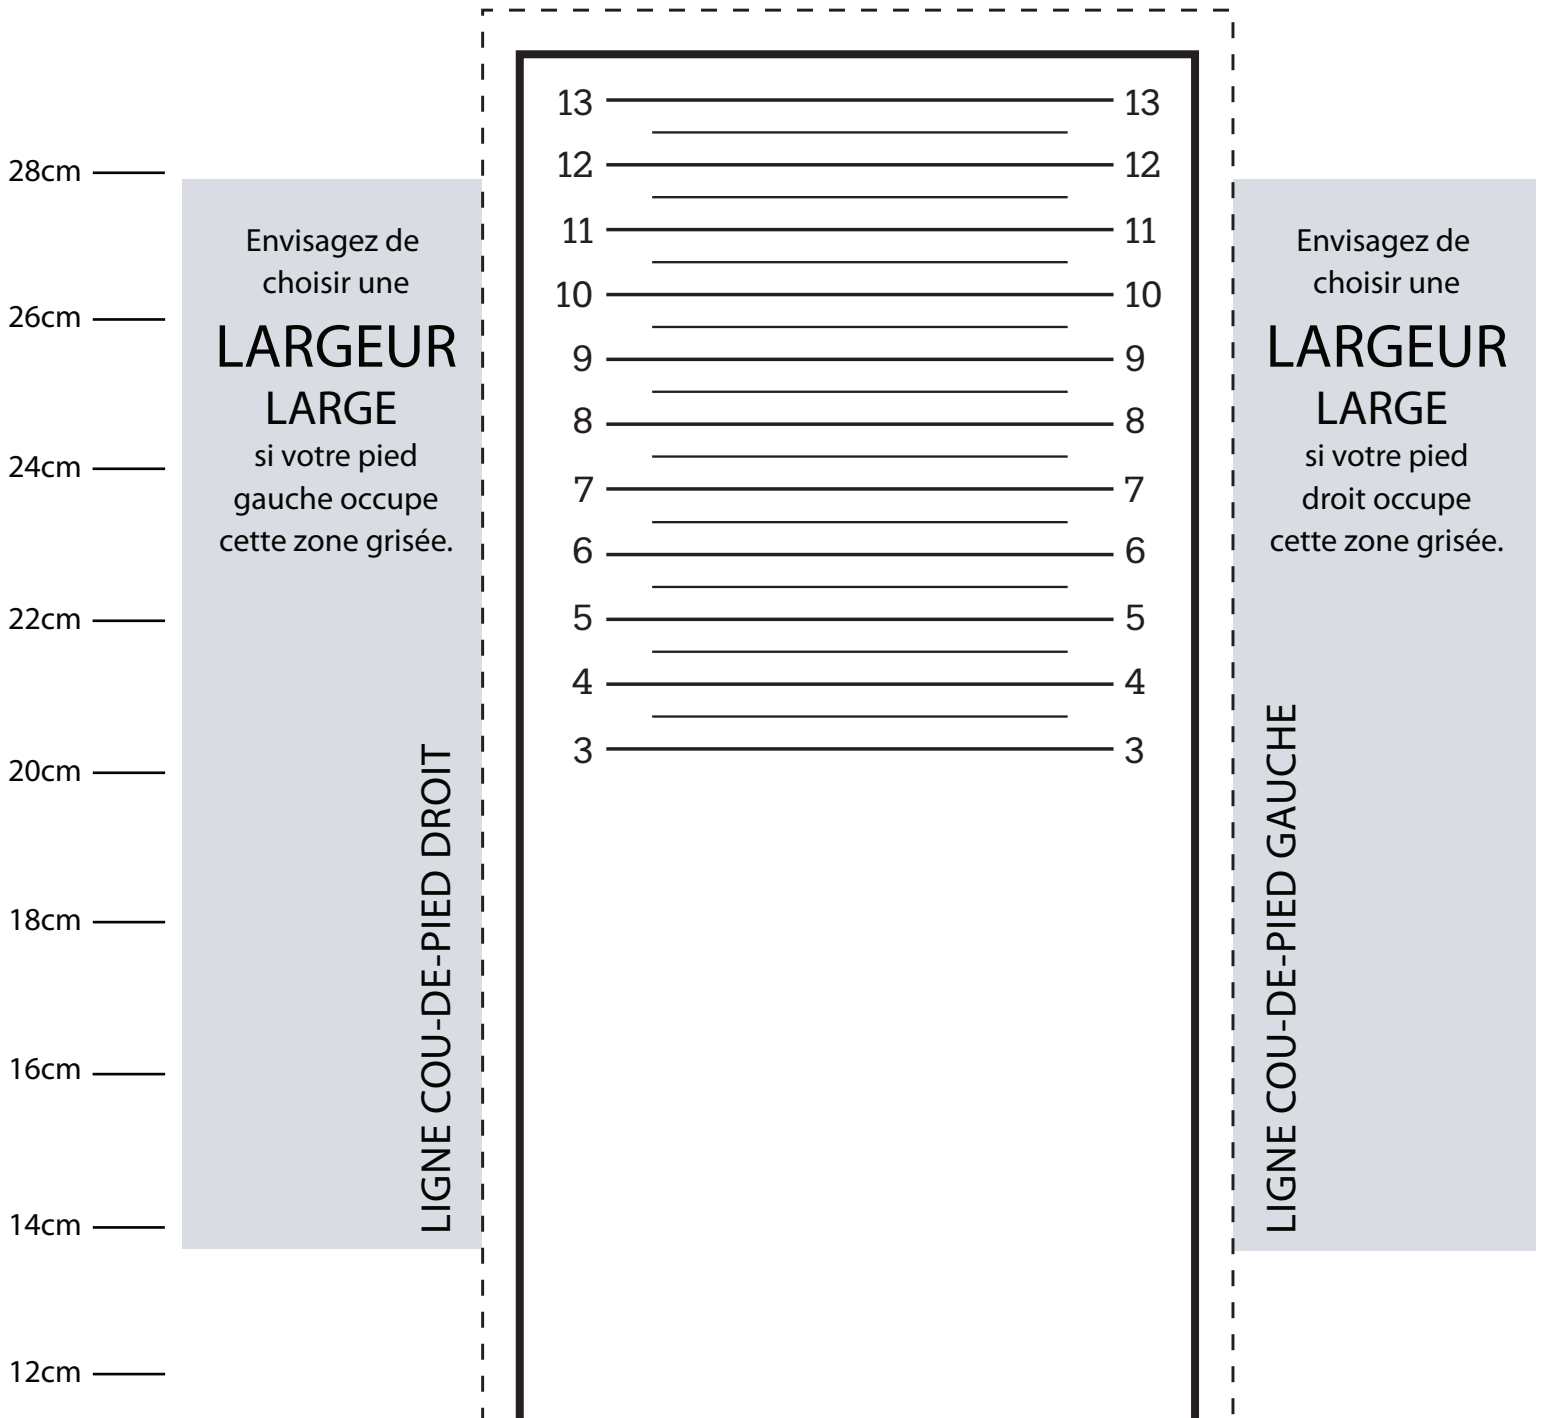 28cm
26cm
24cm
22cm
20cm
18cm
16cm
14cm
12cm
Envisagez de
choisir une
LARGEUR
LARGE
si votre pied
gauche occupe
cette zone grisée.
LIGNE COU-DE-PIED DROIT
13 13
12 12
11 11
10 10
9 9
8 8
7 7
6 6
5 5
4 4
3 3
Envisagez de
choisir une
LARGEUR
LARGE
si votre pied
droit occupe
cette zone grisée.
LIGNE COU-DE-PIED GAUCHE